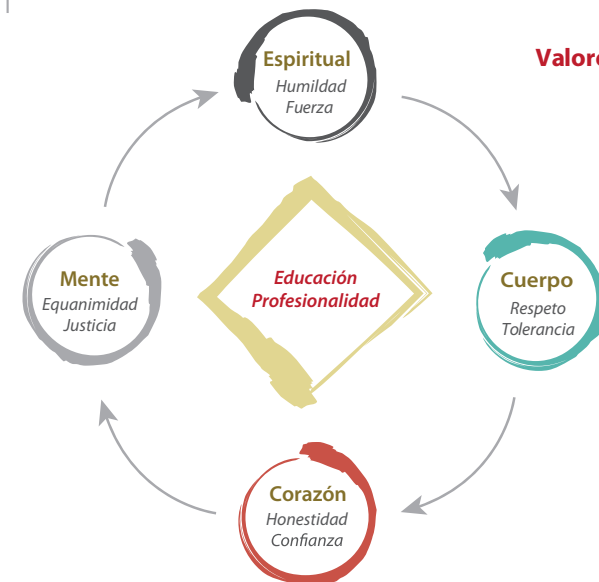 Espiritual
Humildad
Fuerza
Mente
Equanimidad
Justicia
Educación
Profesionalidad
Cuerpo
Respeto
Tolerancia
Corazón
Honestidad
Confianza